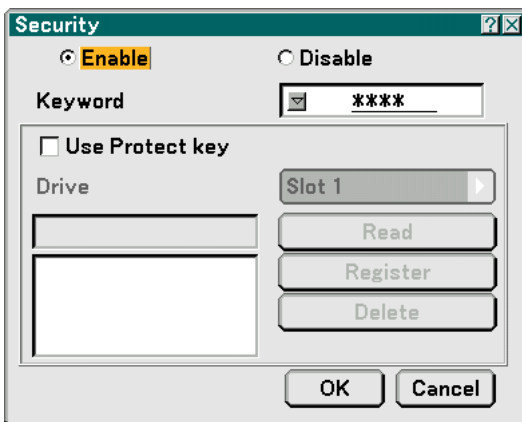 Security
Enable Disable
Keyword ****
Use Protect key
Drive Slot 1
Read
Register
Delete
OK Cancel